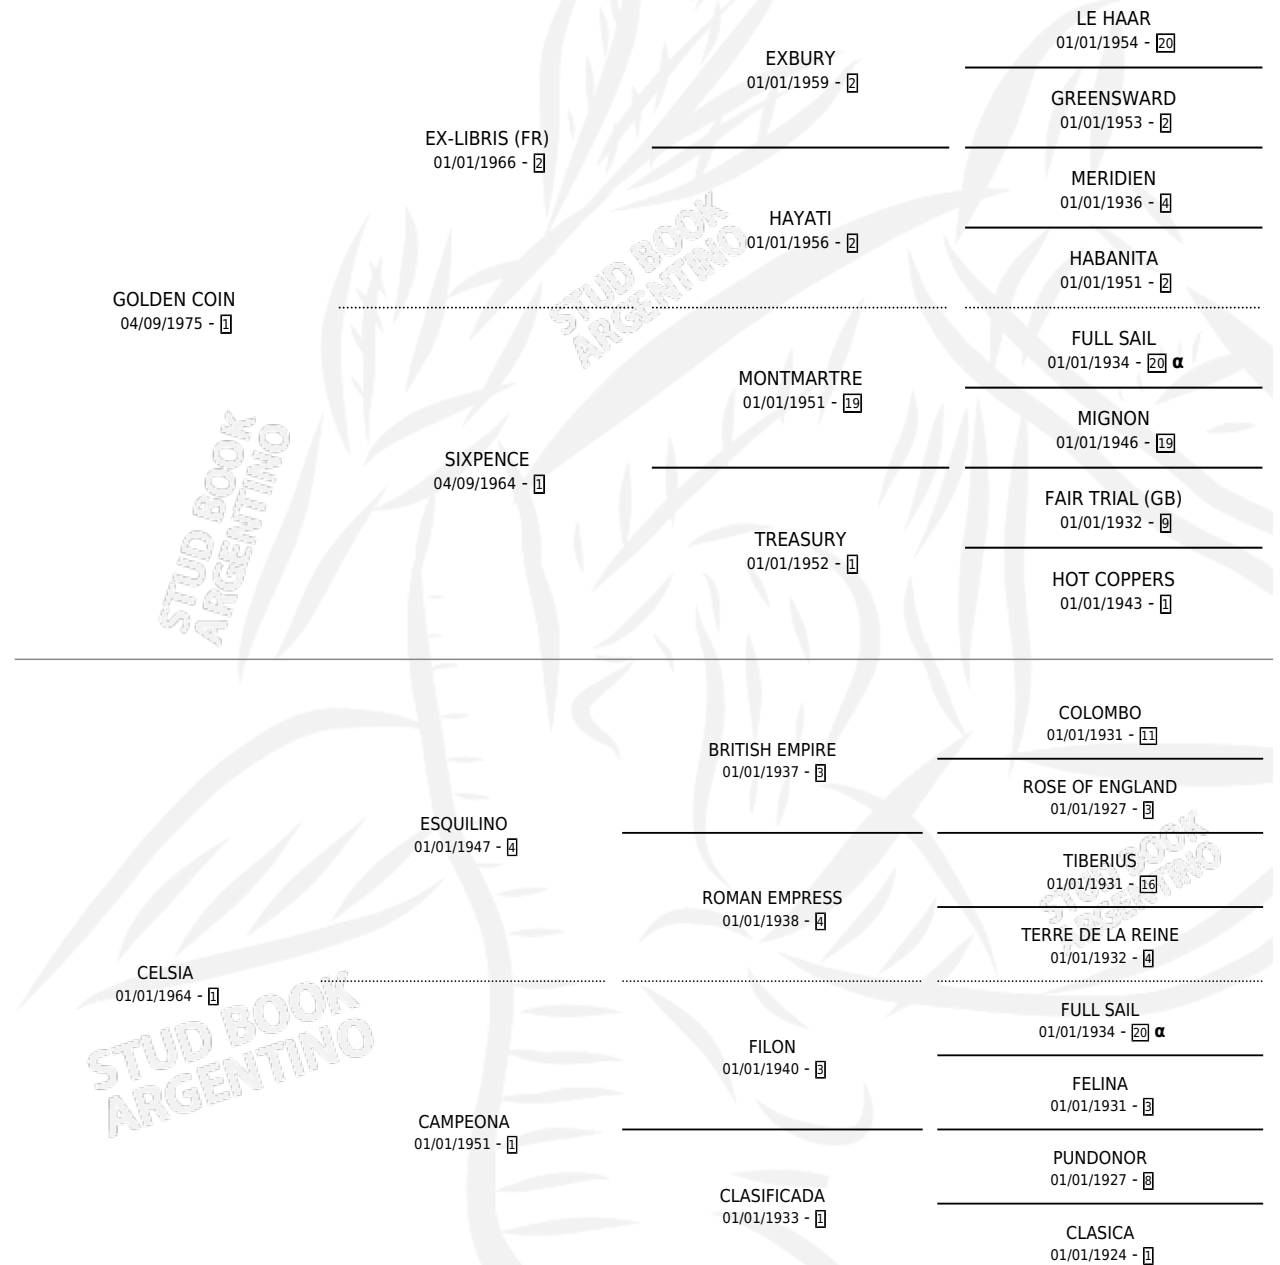 LE HAAR
01/01/1954 - 20
EXBURY
01/01/1959 - 2
GREENSWARD
01/01/1953 - 2
EX-LIBRIS (FR)
01/01/1966 - 2
MERIDIEN
01/01/1936 - 4
HAYATI
01/01/1956 - 2
HABANITA
01/01/1951 - 2
STUD BOOK
ARGENTINO
GOLDEN COIN
04/09/1975 - 1
FULL SAIL
01/01/1934 - 20 α
MONTMARTRE
01/01/1951 - 19
MIGNON
01/01/1946 - 19
SIXPENCE
04/09/1964 - 1
FAIR TRIAL (GB)
01/01/1932 - 9
TREASURY
01/01/1952 - 1
HOT COPPERS
01/01/1943 - 1
STUD BOOK
ARGENTINO
COLOMBO
01/01/1931 - 11
BRITISH EMPIRE
01/01/1937 - 3
ROSE OF ENGLAND
01/01/1927 - 3
ESQUILINO
01/01/1947 - 4
TIBERIUS
01/01/1931 - 16
STUD BOOK
ARGENTINO
ROMAN EMPRESS
01/01/1938 - 4
TERRE DE LA REINE
01/01/1932 - 4
CELSIA
01/01/1964 - 1
FULL SAIL
01/01/1934 - 20 α
FILON
01/01/1940 - 3
FELINA
01/01/1931 - 3
STUD BOOK
ARGENTINO
CAMPEONA
01/01/1951 - 1
PUNDONOR
01/01/1927 - 8
CLASIFICADA
01/01/1933 - 1
CLASICA
01/01/1924 - 1